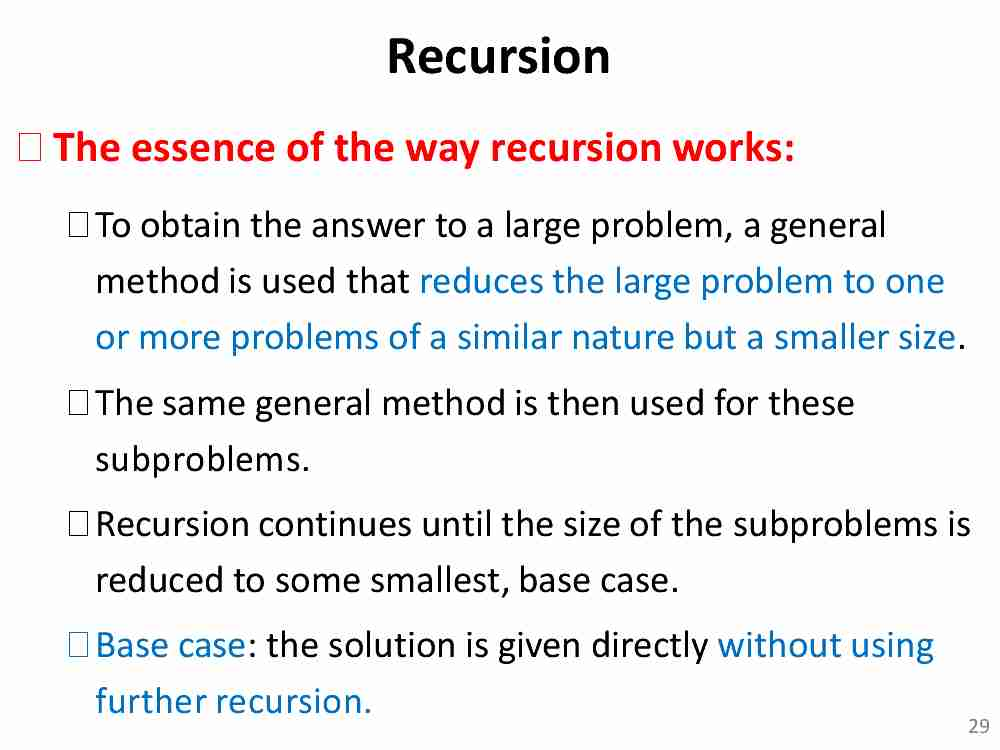 Recursion
The essence of the way recursion works:
To obtain the answer to a large problem, a general
method is used that reduces the large problem to one
or more problems of a similar nature but a smaller size.
The same general method is then used for these
subproblems.
Recursion continues until the size of the subproblems is
reduced to some smallest, base case.
Base case: the solution is given directly without using
further recursion.
29